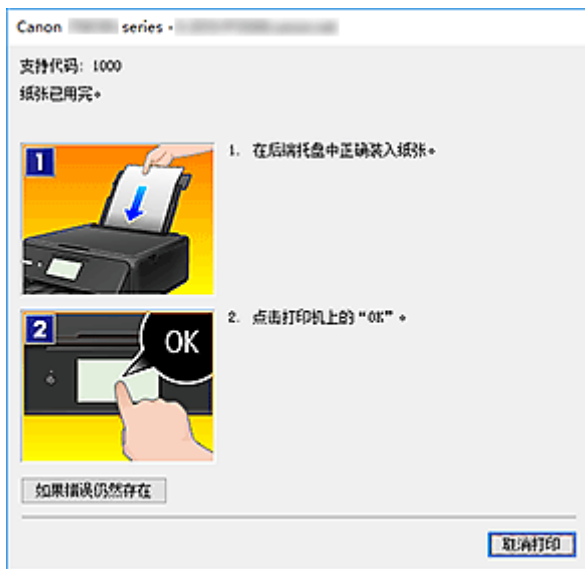 Canon series -
支持代码: 1000
纸张已用完。
1
1. 在后端托盘中正确装入纸张。
2
OK
2. 点击打印机上的“OK”。
如果错误仍然存在
取消打印